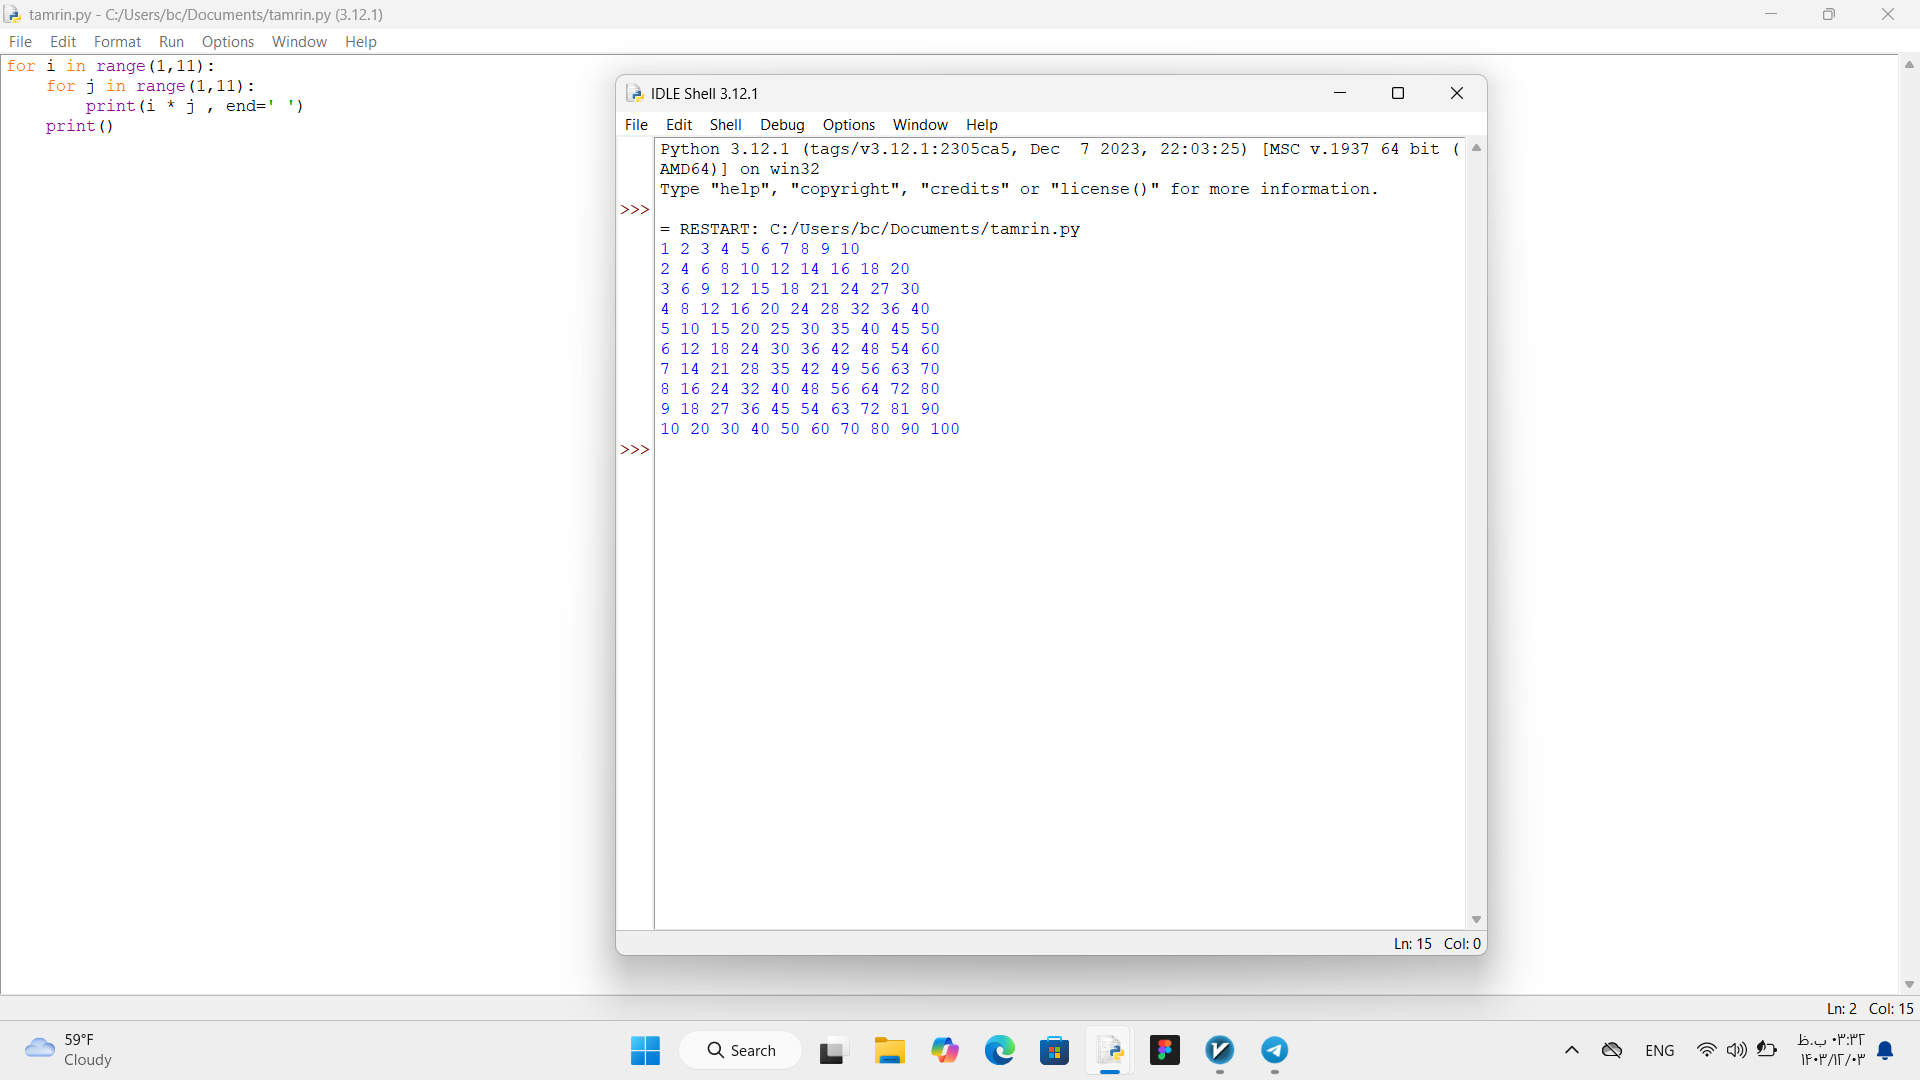 tamrin.py - C:/Users/bc/Documents/tamrin.py (3.12.1)
File Edit Format Run Options Window Help
for i in range(1,11):
    for j in range(1,11):
        print(i * j , end=' ')
    print()
IDLE Shell 3.12.1
File Edit Shell Debug Options Window Help
Python 3.12.1 (tags/v3.12.1:2305ca5, Dec  7 2023, 22:03:25) [MSC v.1937 64 bit (
AMD64)] on win32
Type "help", "copyright", "credits" or "license()" for more information.
>>>
= RESTART: C:/Users/bc/Documents/tamrin.py
1 2 3 4 5 6 7 8 9 10
2 4 6 8 10 12 14 16 18 20
3 6 9 12 15 18 21 24 27 30
4 8 12 16 20 24 28 32 36 40
5 10 15 20 25 30 35 40 45 50
6 12 18 24 30 36 42 48 54 60
7 14 21 28 35 42 49 56 63 70
8 16 24 32 40 48 56 64 72 80
9 18 27 36 45 54 63 72 81 90
10 20 30 40 50 60 70 80 90 100
>>>
Ln: 15 Col: 0
Ln: 2 Col: 15
59°F
Cloudy
Search
ENG
۰۳:۳۲ ب.ظ
۱۴۰۳/۱۲/۰۳